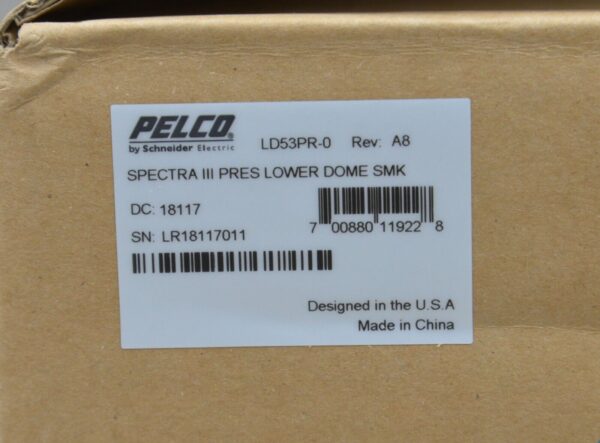 PELCO®
by Schneider Electric
LD53PR-0 Rev: A8
SPECTRA III PRES LOWER DOME SMK
DC: 18117
7 00880 11922 8
SN: LR18117011
Designed in the U.S.A
Made in China